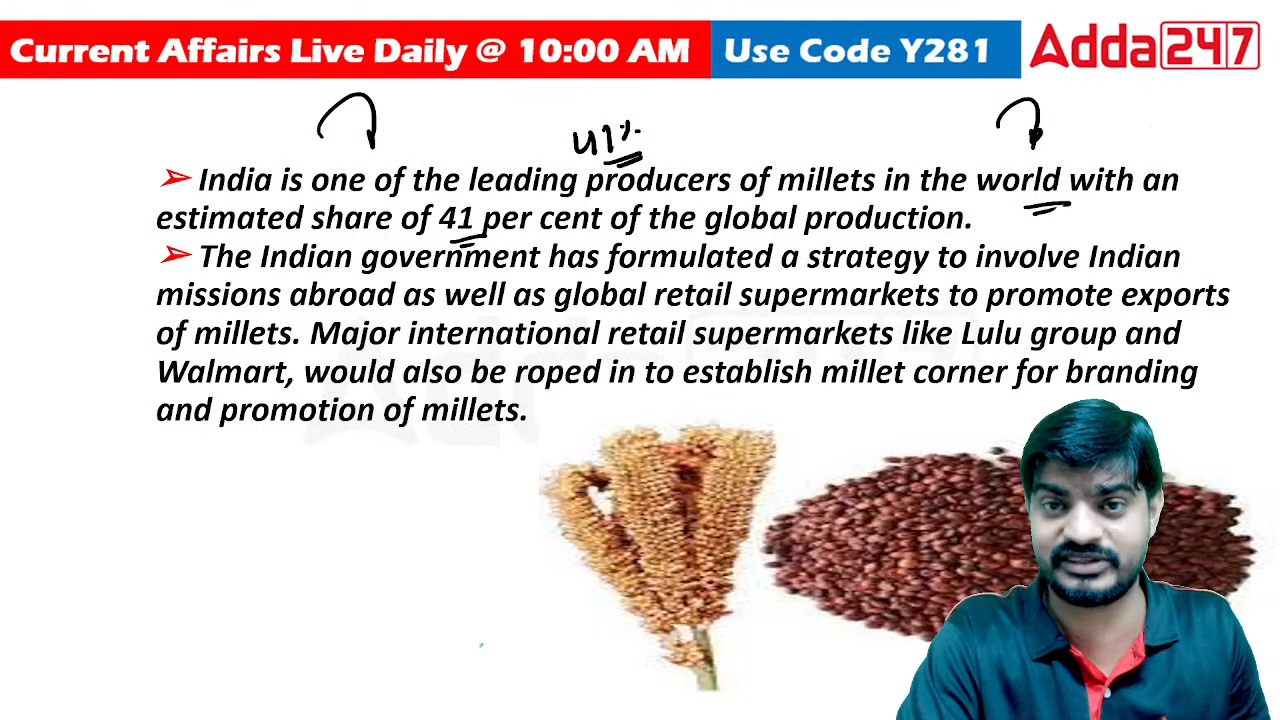 Current Affairs Live Daily @ 10:00 AM
Use Code Y281
Adda247
41%
➢ India is one of the leading producers of millets in the world with an
estimated share of 41 per cent of the global production.
➢ The Indian government has formulated a strategy to involve Indian
missions abroad as well as global retail supermarkets to promote exports
of millets. Major international retail supermarkets like Lulu group and
Walmart, would also be roped in to establish millet corner for branding
and promotion of millets.